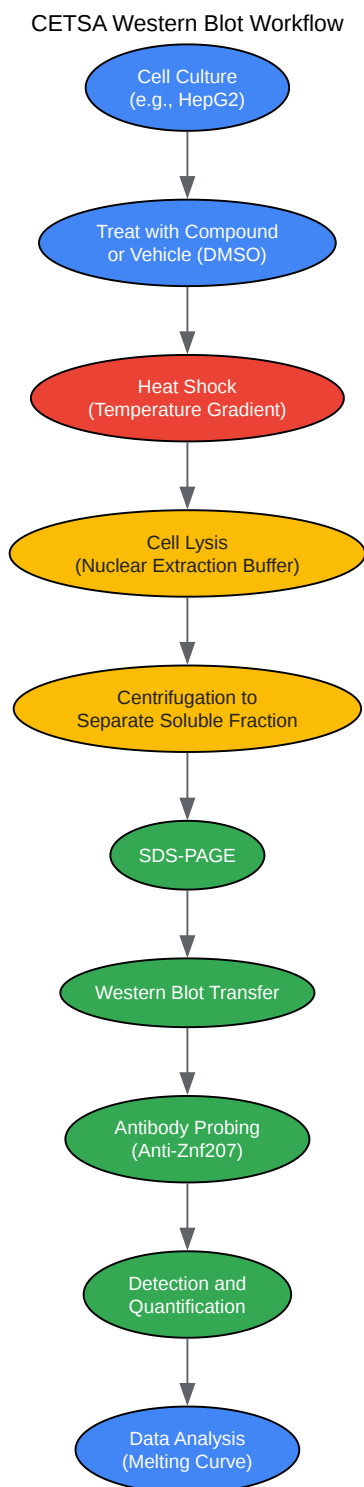 CETSA Western Blot Workflow
Cell Culture
(e.g., HepG2)
Treat with Compound
or Vehicle (DMSO)
Heat Shock
(Temperature Gradient)
Cell Lysis
(Nuclear Extraction Buffer)
Centrifugation to
Separate Soluble Fraction
SDS-PAGE
Western Blot Transfer
Antibody Probing
(Anti-Znf207)
Detection and
Quantification
Data Analysis
(Melting Curve)